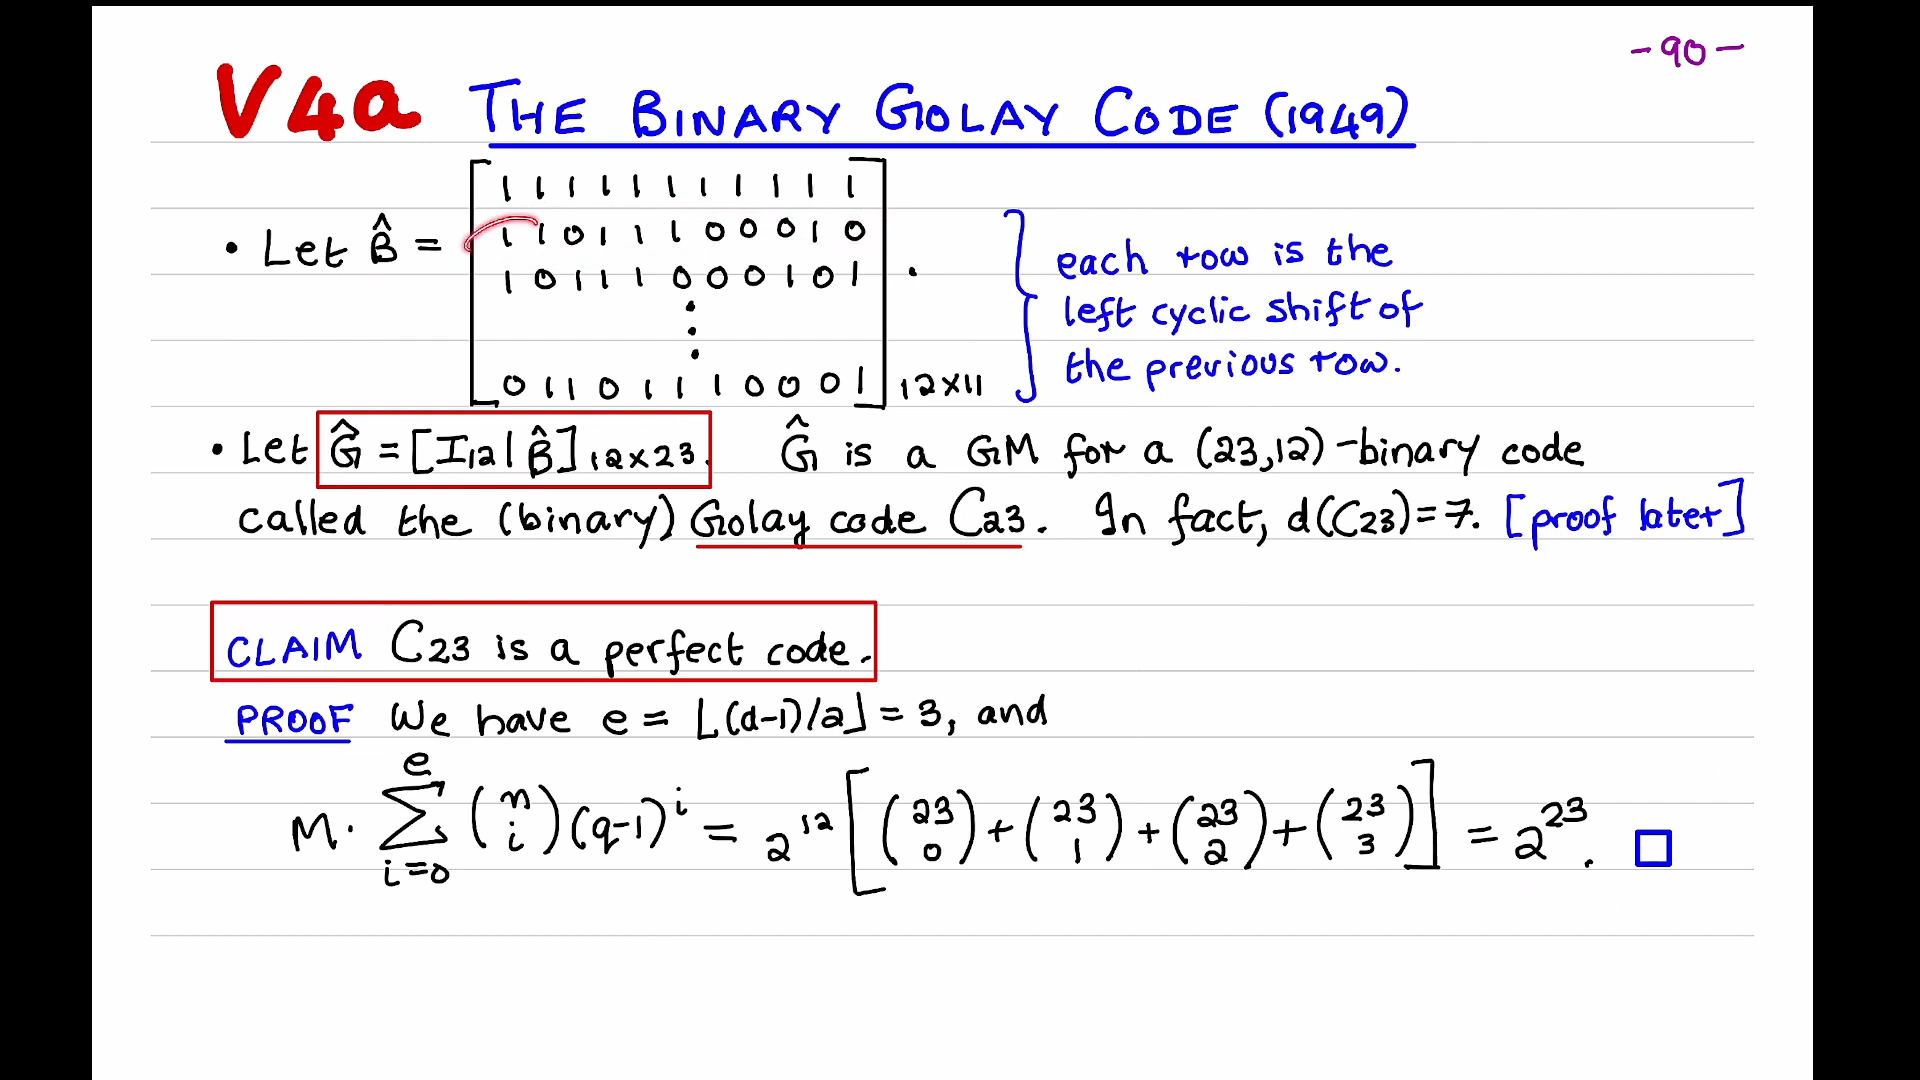 -90-
V4a THE BINARY GOLAY CODE (1949)
1 1 1 1 1 1 1 1 1 1 1
• Let B̂ = 1 1 0 1 1 1 0 0 0 1 0
1 0 1 1 1 0 0 0 1 0 1 .
⋮
0 1 1 0 1 1 1 0 0 0 1 12×11
each row is the
left cyclic shift of
the previous row.
• Let Ĝ = [I12 | B̂]12×23. Ĝ is a GM for a (23,12)-binary code
called the (binary) Golay code C23. In fact, d(C23)=7. [proof later]
CLAIM C23 is a perfect code.
PROOF We have e = ⌊(d-1)/2⌋ = 3, and
M · ∑_{i=0}^{e} (n i)(q-1)^i = 2^12 [(23 0) + (23 1) + (23 2) + (23 3)] = 2^23. □